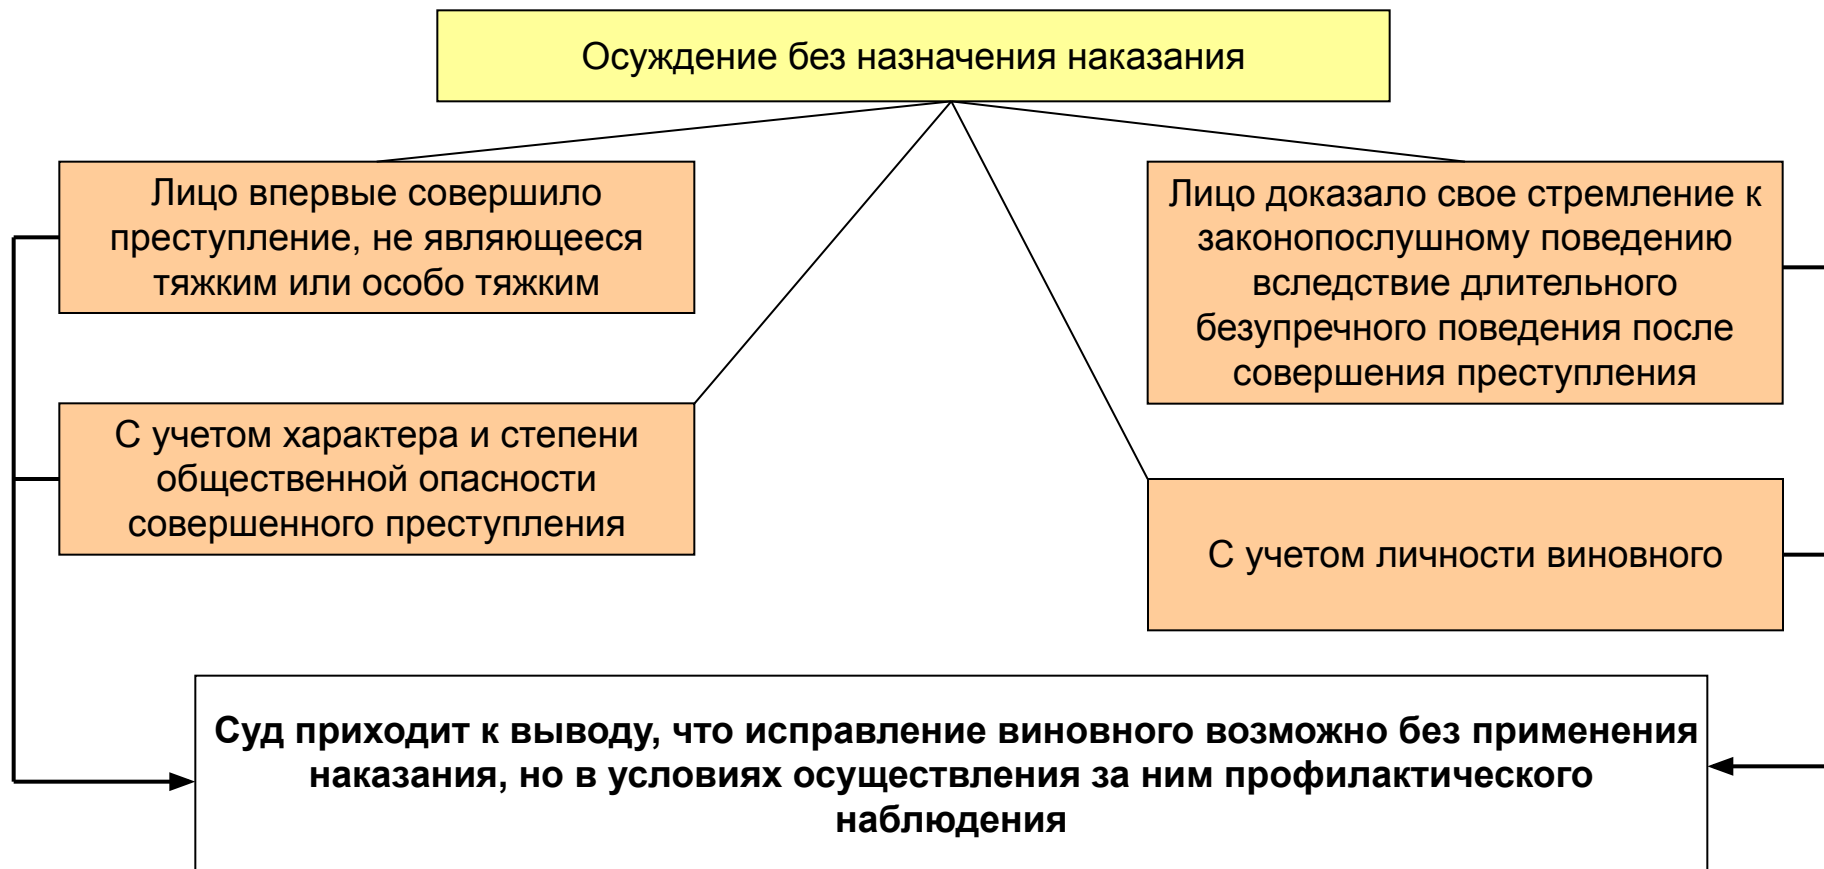 Осуждение без назначения наказания
Лицо впервые совершило
преступление, не являющееся
тяжким или особо тяжким
Лицо доказало свое стремление к
законопослушному поведению
вследствие длительного
безупречного поведения после
совершения преступления
С учетом характера и степени
общественной опасности
совершенного преступления
С учетом личности виновного
Суд приходит к выводу, что исправление виновного возможно без применения
наказания, но в условиях осуществления за ним профилактического
наблюдения